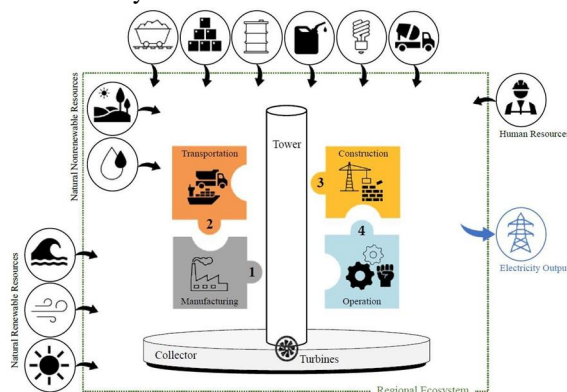 Natural Nonrenewable Resources
Human Resource
Transportation
Tower
Construction
3
2
4
1
Manufacturing
Operation
Electricity Outpu
Natural Renewable Resources
Collector
Turbines
Regional Ecosystem